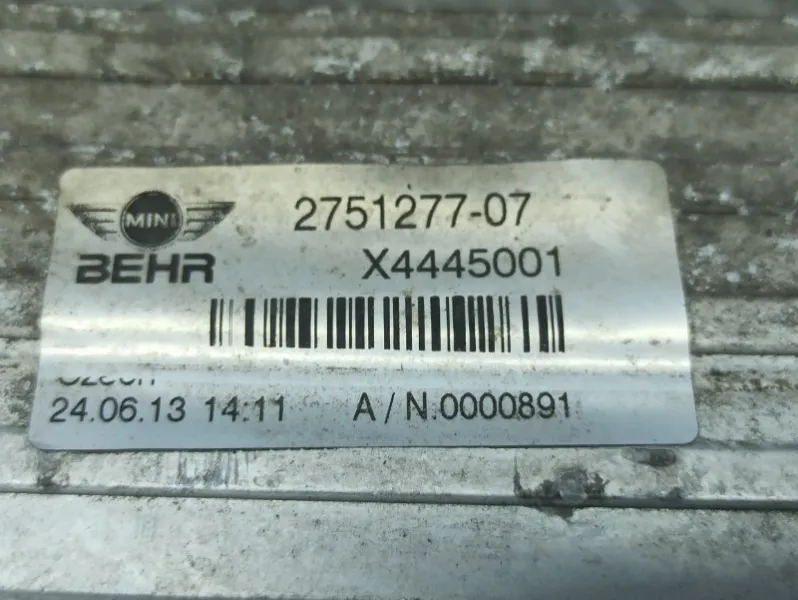 MINI
2751277-07
BEHR
X4445001
24.06.13 14:11 A/N.0000891